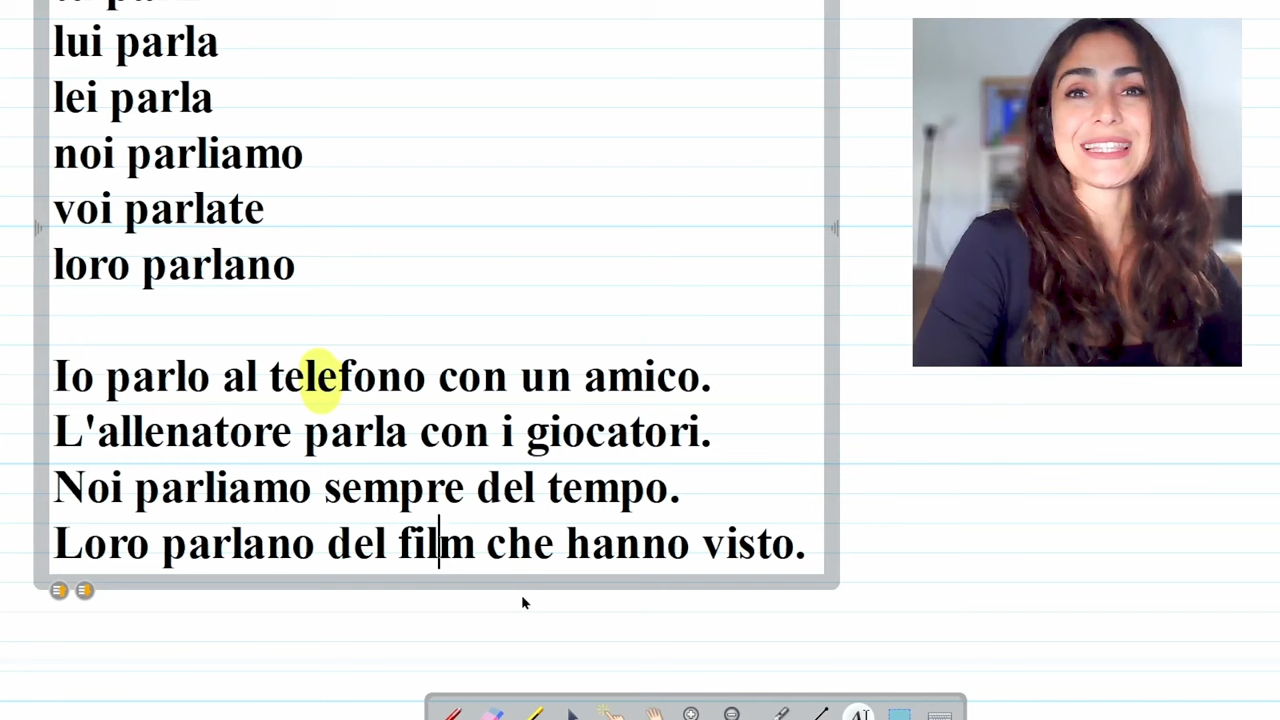 lui parla
lei parla
noi parliamo
voi parlate
loro parlano
Io parlo al telefono con un amico.
L'allenatore parla con i giocatori.
Noi parliamo sempre del tempo.
Loro parlano del film che hanno visto.